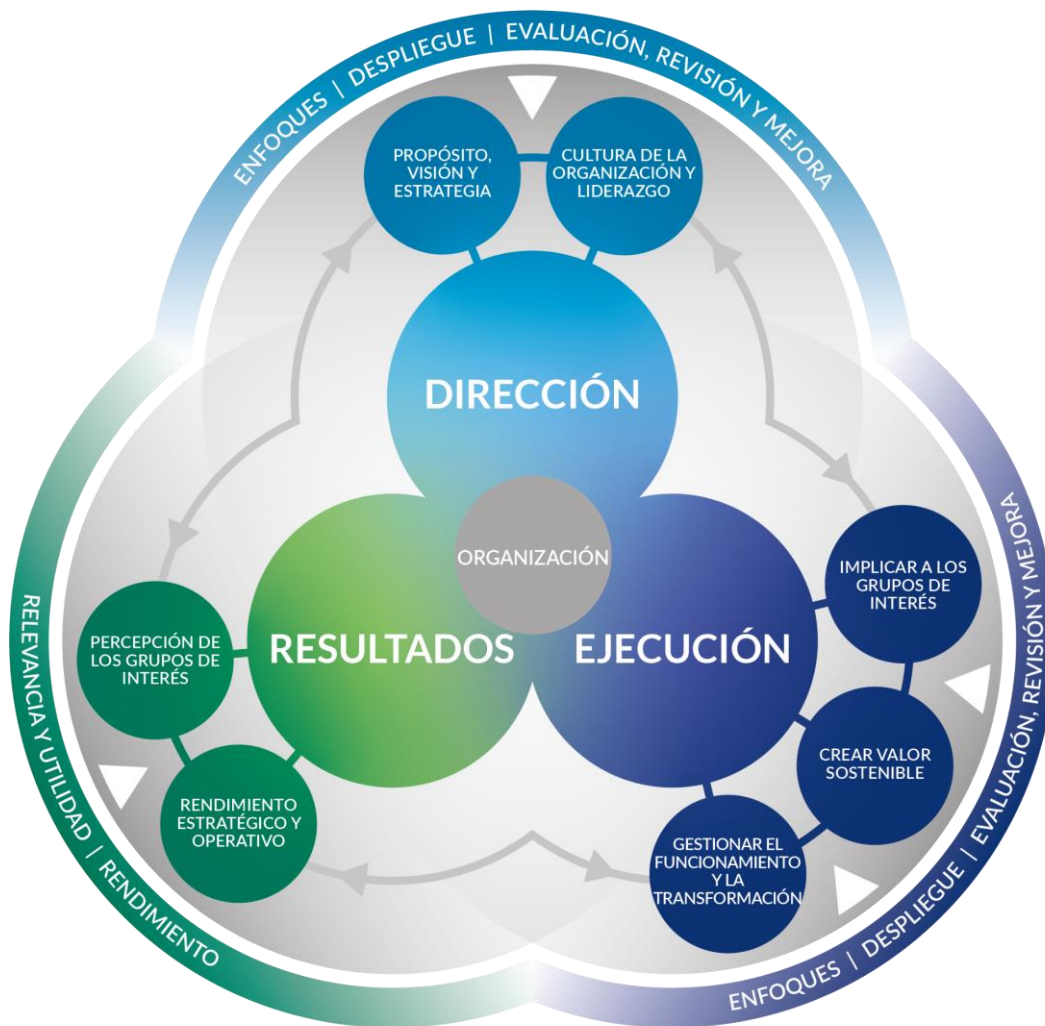 ENFOQUES | DESPLIEGUE | EVALUACIÓN, REVISIÓN Y MEJORA
PROPÓSITO,
VISIÓN Y
ESTRATEGIA
CULTURA DE LA
ORGANIZACIÓN Y
LIDERAZGO
DIRECCIÓN
ORGANIZACIÓN
RESULTADOS
EJECUCIÓN
IMPLICAR A LOS
GRUPOS DE
INTERÉS
CREAR VALOR
SOSTENIBLE
GESTIONAR EL
FUNCIONAMIENTO
Y LA
TRANSFORMACIÓN
ENFOQUES | DESPLIEGUE | EVALUACIÓN, REVISIÓN Y MEJORA
PERCEPCIÓN DE
LOS GRUPOS DE
INTERÉS
RENDIMIENTO
ESTRATÉGICO Y
OPERATIVO
RELEVANCIA Y UTILIDAD | RENDIMIENTO